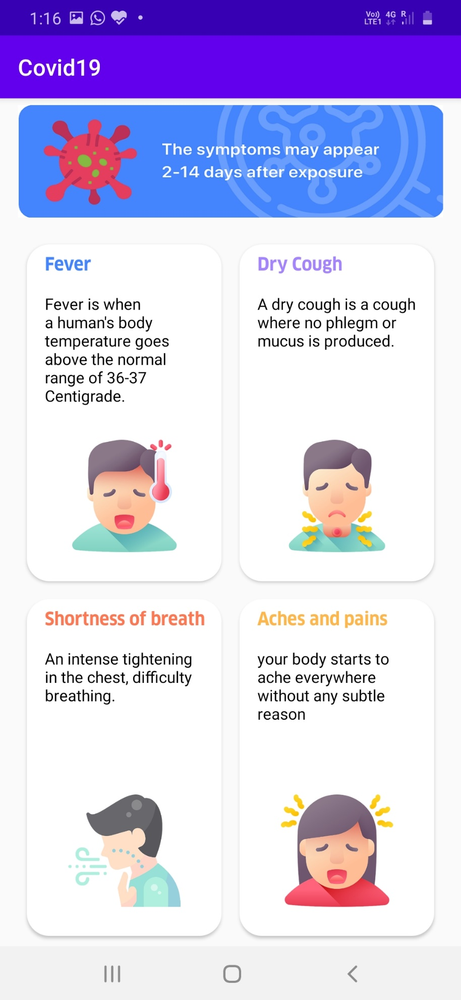 1:16
Vo)) 4G R
LTE1
Covid19
The symptoms may appear
2-14 days after exposure
Fever
Fever is when
a human's body
temperature goes
above the normal
range of 36-37
Centigrade.
Dry Cough
A dry cough is a cough
where no phlegm or
mucus is produced.
Shortness of breath
An intense tightening
in the chest, difficulty
breathing.
Aches and pains
your body starts to
ache everywhere
without any subtle
reason